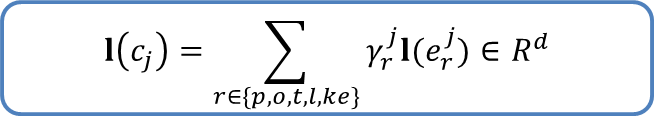 𝐥(c_j) = ∑_{r∈{p,o,t,l,ke}} γ_r^j 𝐥(e_r^j) ∈ R^d